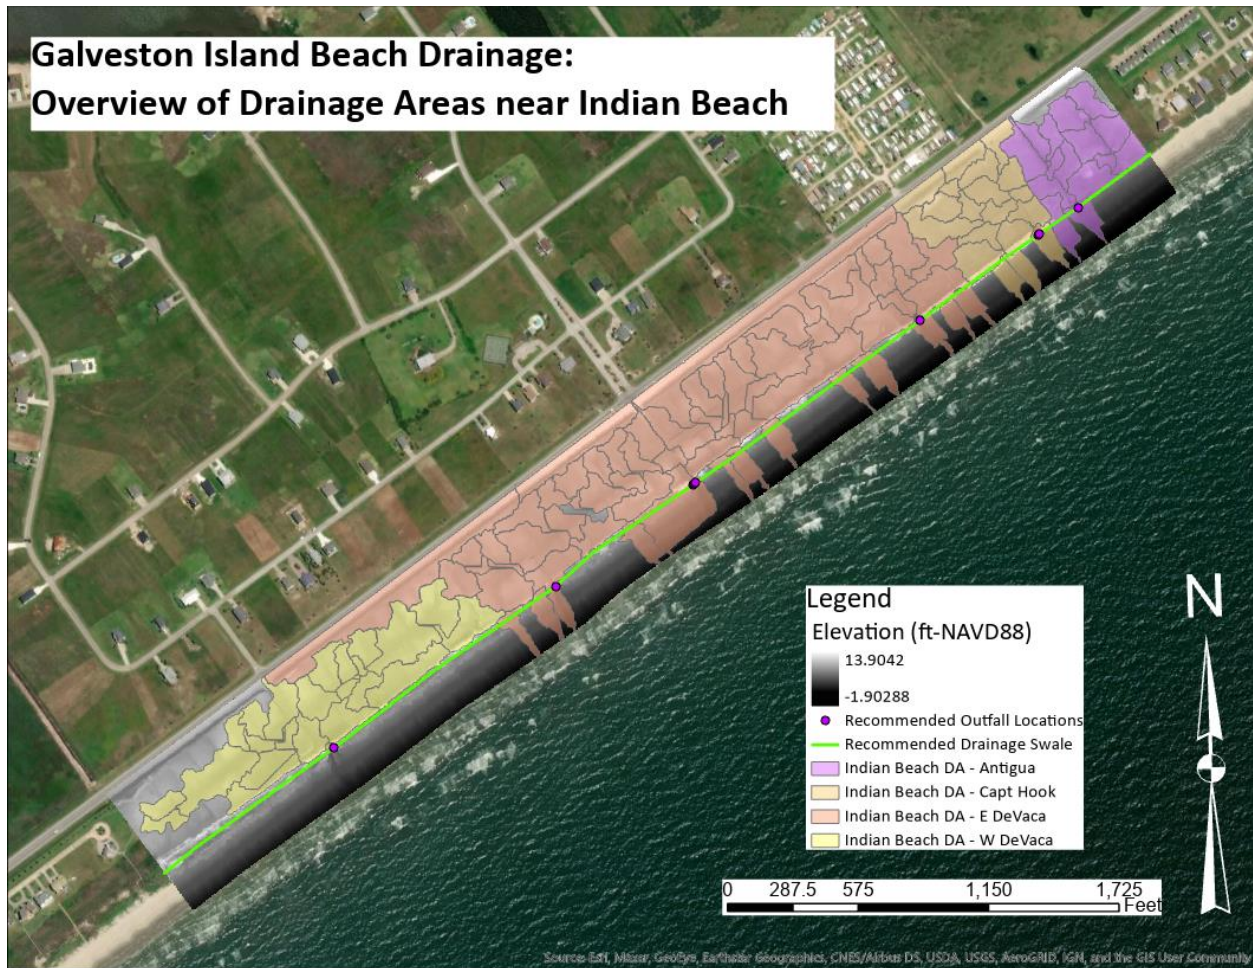 Galveston Island Beach Drainage:
Overview of Drainage Areas near Indian Beach
Legend
Elevation (ft-NAVD88)
13.9042
-1.90288
Recommended Outfall Locations
Recommended Drainage Swale
Indian Beach DA - Antigua
Indian Beach DA - Capt Hook
Indian Beach DA - E DeVaca
Indian Beach DA - W DeVaca
N
0 287.5 575 1,150 1,725
Feet
Source: Esri, Maxar, GeoEye, Earthstar Geographics, CNES/Airbus DS, USDA, USGS, AeroGRID, IGN, and the GIS User Community